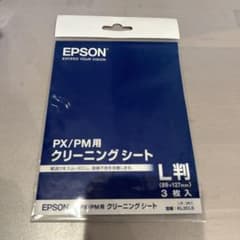 EPSON
EXCEED YOUR VISION
PX/PM用
クリーニングシート
L判
(89×127mm)
3枚入
PX/PM用 クリーニングシート